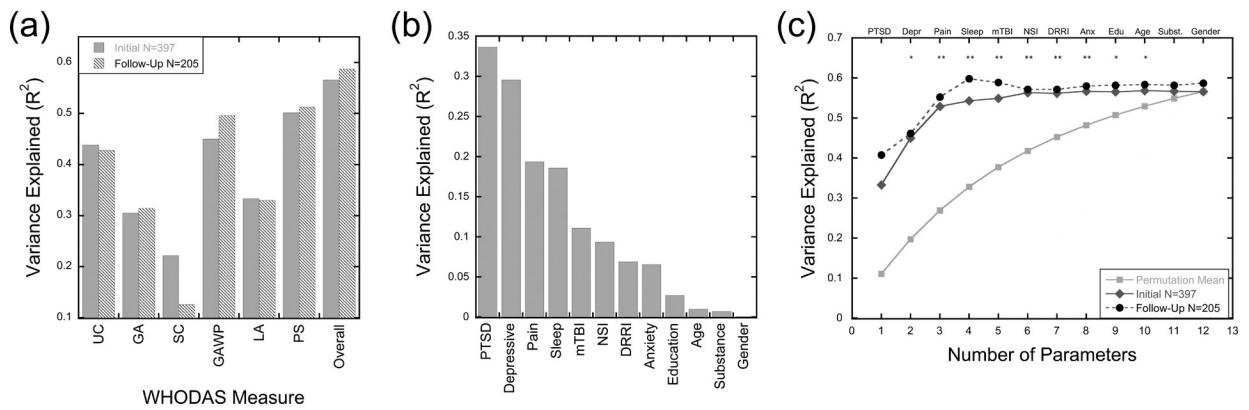 (a)
Initial N=397
Follow-Up N=205
Variance Explained (R2)
0.6
0.5
0.4
0.3
0.2
0.1
UC
GA
SC
GAWP
LA
PS
Overall
WHODAS Measure
(b)
Variance Explained (R2)
0.35
0.3
0.25
0.2
0.15
0.1
0.05
0
PTSD
Depressive
Pain
Sleep
mTBI
NSI
DRRI
Anxiety
Education
Age
Substance
Gender
(c)
PTSD Depr Pain Sleep mTBI NSI DRRI Anx Edu Age Subst. Gender
* ** ** ** ** ** ** * *
Variance Explained (R2)
0.7
0.6
0.5
0.4
0.3
0.2
0.1
0
Permutation Mean
Initial N=397
Follow-Up N=205
0 1 2 3 4 5 6 7 8 9 10 11 12 13
Number of Parameters